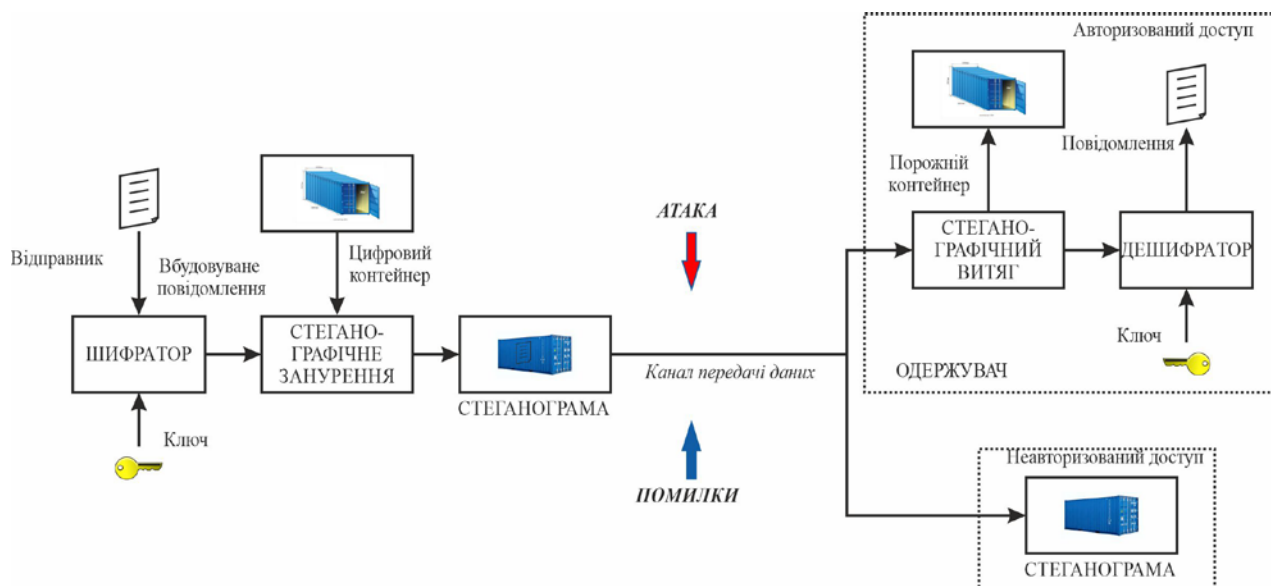 Авторизований доступ
Порожній
контейнер
Повідомлення
Відправник
Вбудовуване
повідомлення
Цифровий
контейнер
АТАКА
СТЕГАНО-
ГРАФІЧНИЙ
ВИТЯГ
ДЕШИФРАТОР
ШИФРАТОР
СТЕГАНО-
ГРАФІЧНЕ
ЗАНУРЕННЯ
Ключ
Канал передачі даних
ОДЕРЖУВАЧ
СТЕГАНОГРАМА
Ключ
ПОМИЛКИ
Неавторизований доступ
СТЕГАНОГРАМА